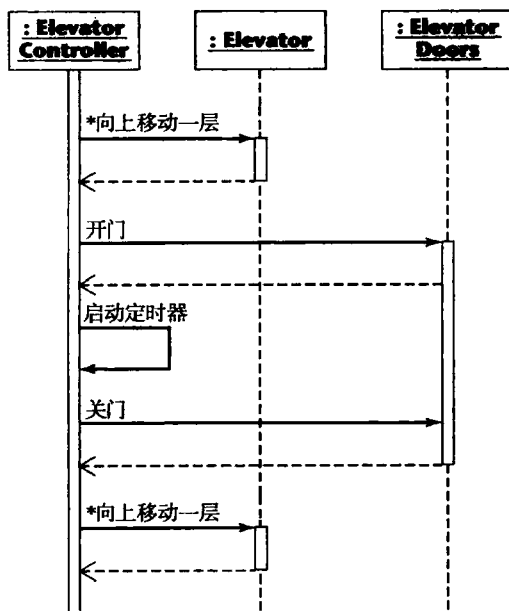 : Elevator
Controller
: Elevator
: Elevator
Doors
*向上移动一层
开门
启动定时器
关门
*向上移动一层